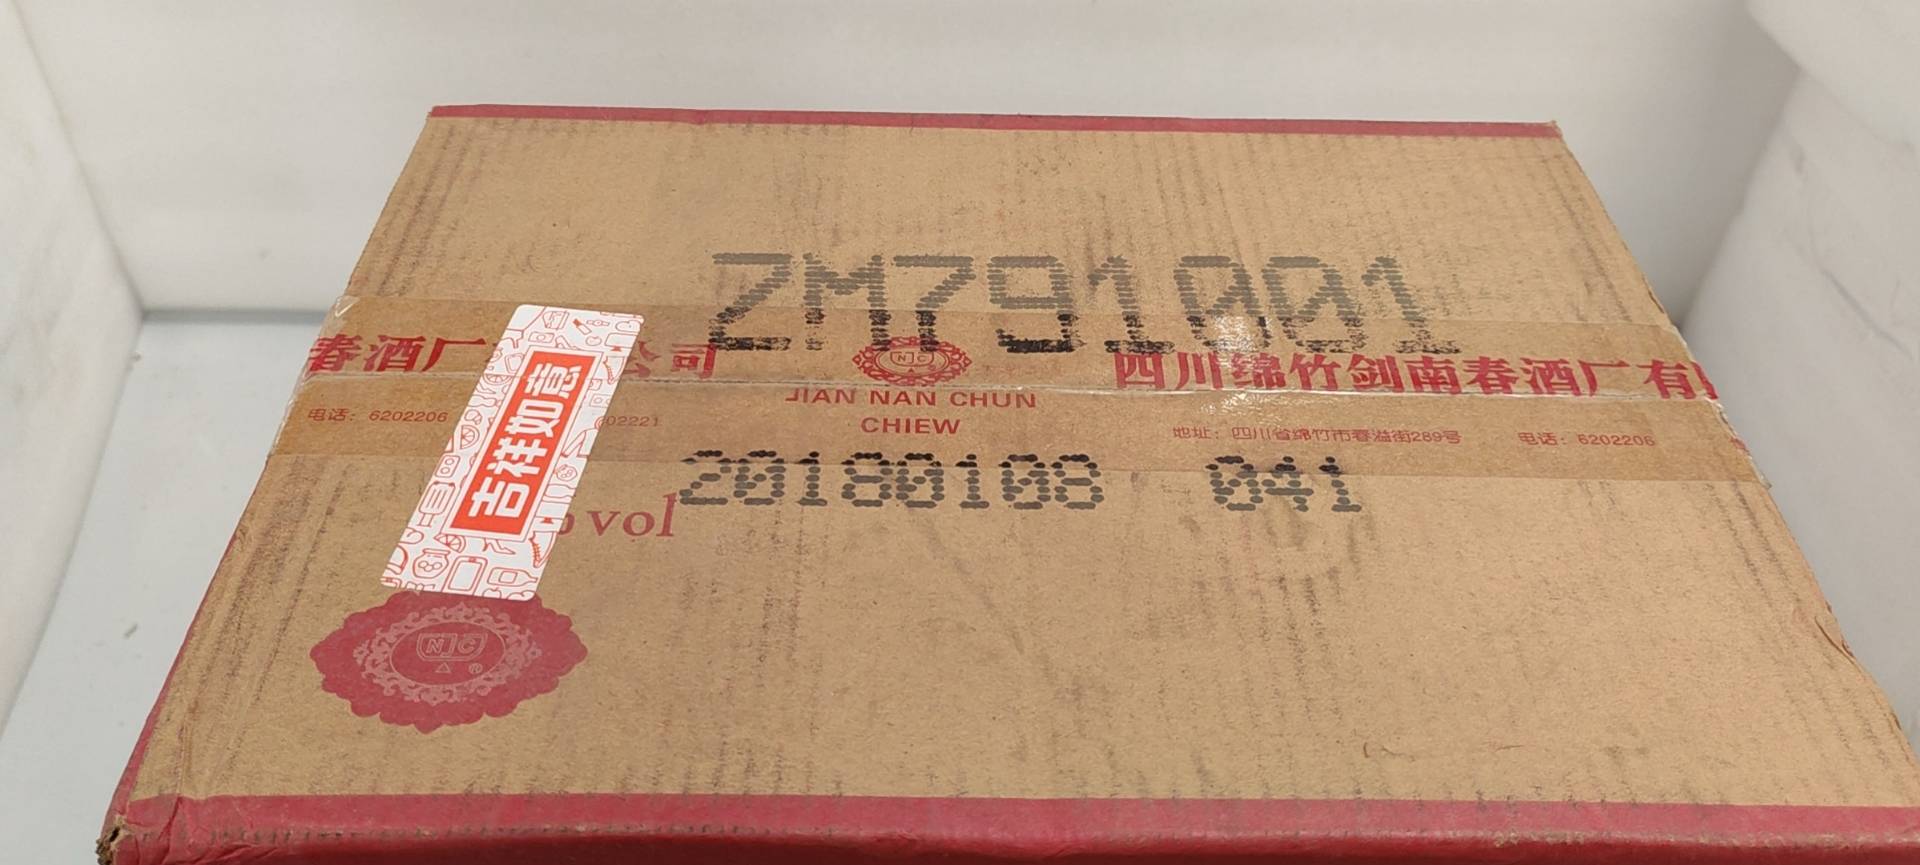 ZM791001
春酒厂
公司
NJC
四川绵竹剑南春酒厂有
JIAN NAN CHUN
CHIEW
电话：6202206
02221
地址：四川省绵竹市春溢街289号
电话：6202206
吉祥如意
20180108 041
vol
NJC
®